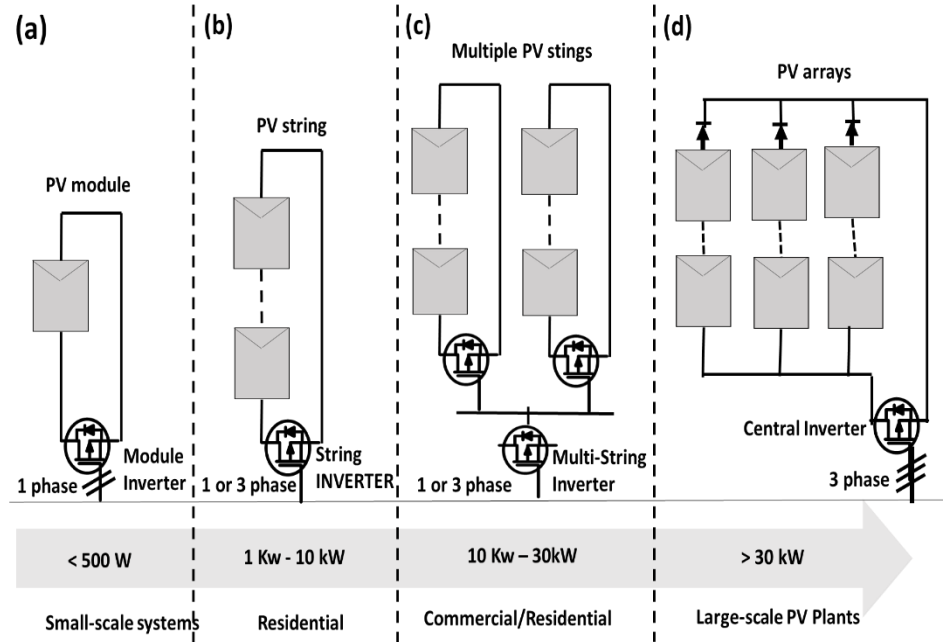 (a)
PV module
Module
Inverter
1 phase
< 500 W
Small-scale systems
(b)
PV string
String
INVERTER
1 or 3 phase
1 Kw - 10 kW
Residential
(c)
Multiple PV stings
Multi-String
Inverter
1 or 3 phase
10 Kw – 30kW
Commercial/Residential
(d)
PV arrays
Central Inverter
3 phase
> 30 kW
Large-scale PV Plants